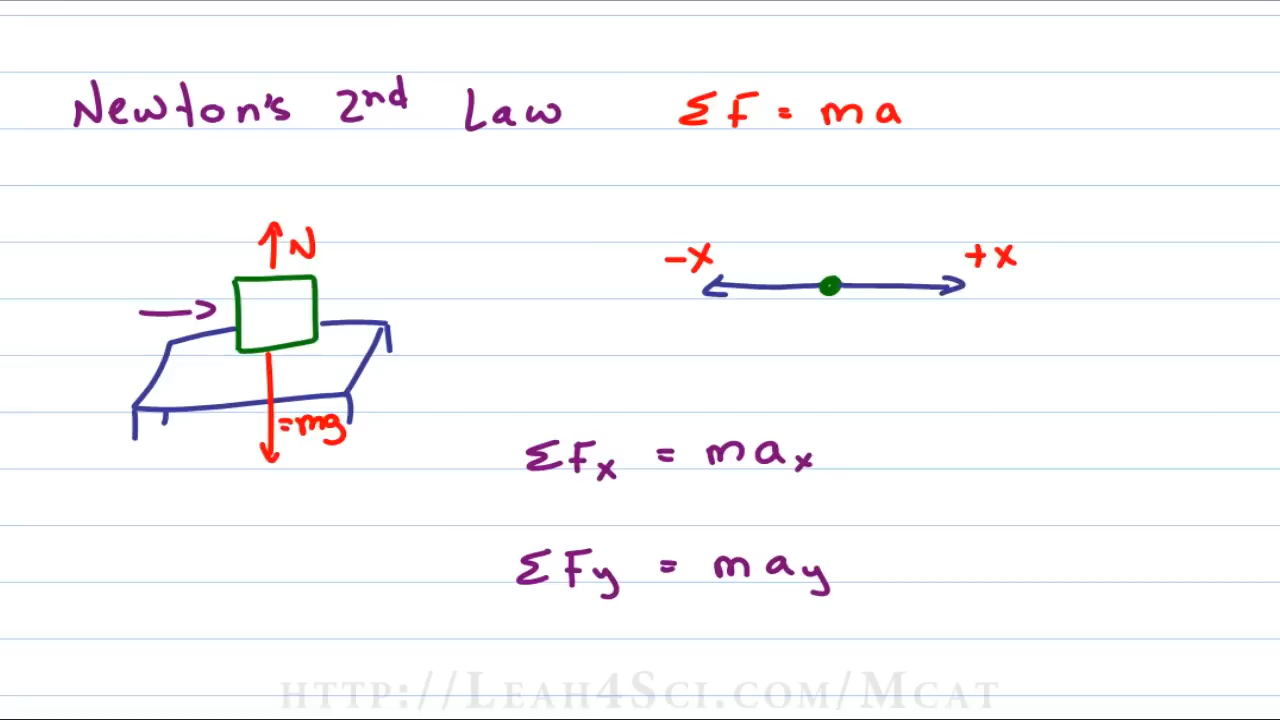 Newton's 2nd Law ΣF = ma
N
-x +x
=mg
ΣFx = max
ΣFy = may
HTTP://LEAH4SCI.COM/MCAT